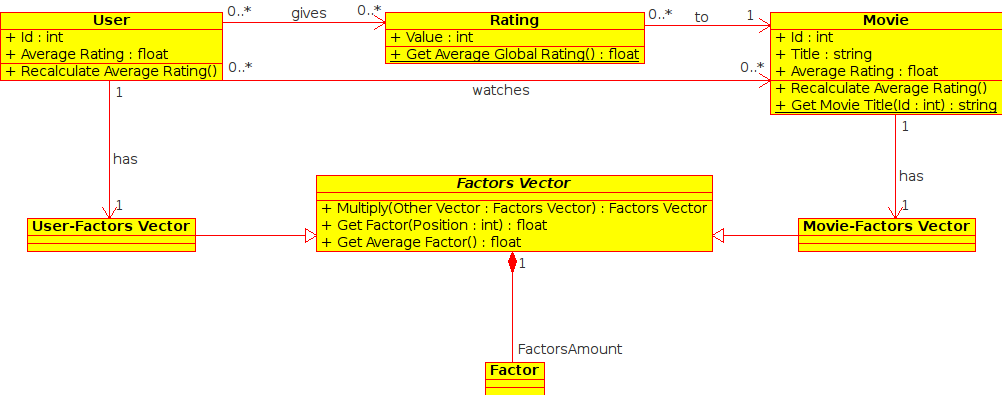 User
+ Id : int
+ Average Rating : float
+ Recalculate Average Rating()
0..*
gives
0..*
Rating
+ Value : int
+ Get Average Global Rating() : float
0..*
to
1
Movie
+ Id : int
+ Title : string
+ Average Rating : float
+ Recalculate Average Rating()
+ Get Movie Title(Id : int) : string
0..*
watches
0..*
1
has
1
1
has
1
User-Factors Vector
Factors Vector
+ Multiply(Other Vector : Factors Vector) : Factors Vector
+ Get Factor(Position : int) : float
+ Get Average Factor() : float
Movie-Factors Vector
1
FactorsAmount
Factor